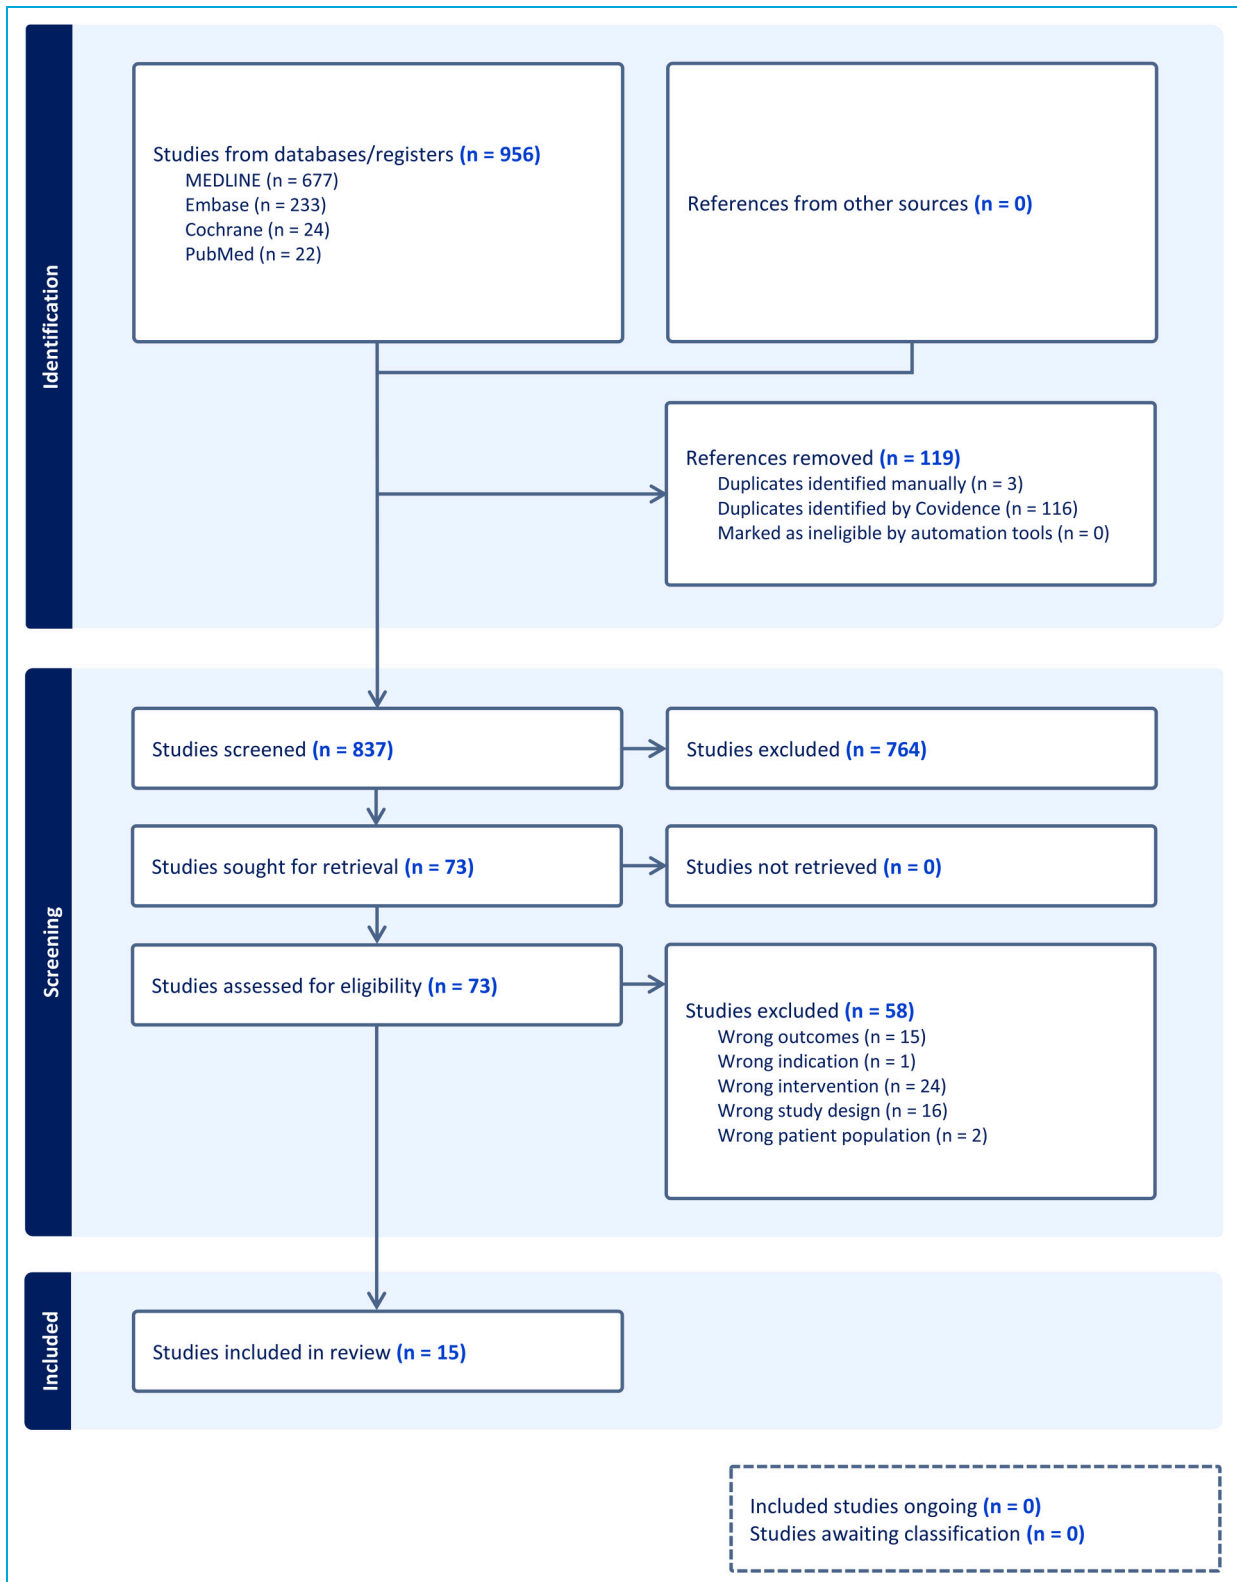 Identification
Studies from databases/registers (n = 956)
MEDLINE (n = 677)
Embase (n = 233)
Cochrane (n = 24)
PubMed (n = 22)
References from other sources (n = 0)
References removed (n = 119)
Duplicates identified manually (n = 3)
Duplicates identified by Covidence (n = 116)
Marked as ineligible by automation tools (n = 0)
Screening
Studies screened (n = 837)
Studies excluded (n = 764)
Studies sought for retrieval (n = 73)
Studies not retrieved (n = 0)
Studies assessed for eligibility (n = 73)
Studies excluded (n = 58)
Wrong outcomes (n = 15)
Wrong indication (n = 1)
Wrong intervention (n = 24)
Wrong study design (n = 16)
Wrong patient population (n = 2)
Included
Studies included in review (n = 15)
Included studies ongoing (n = 0)
Studies awaiting classification (n = 0)